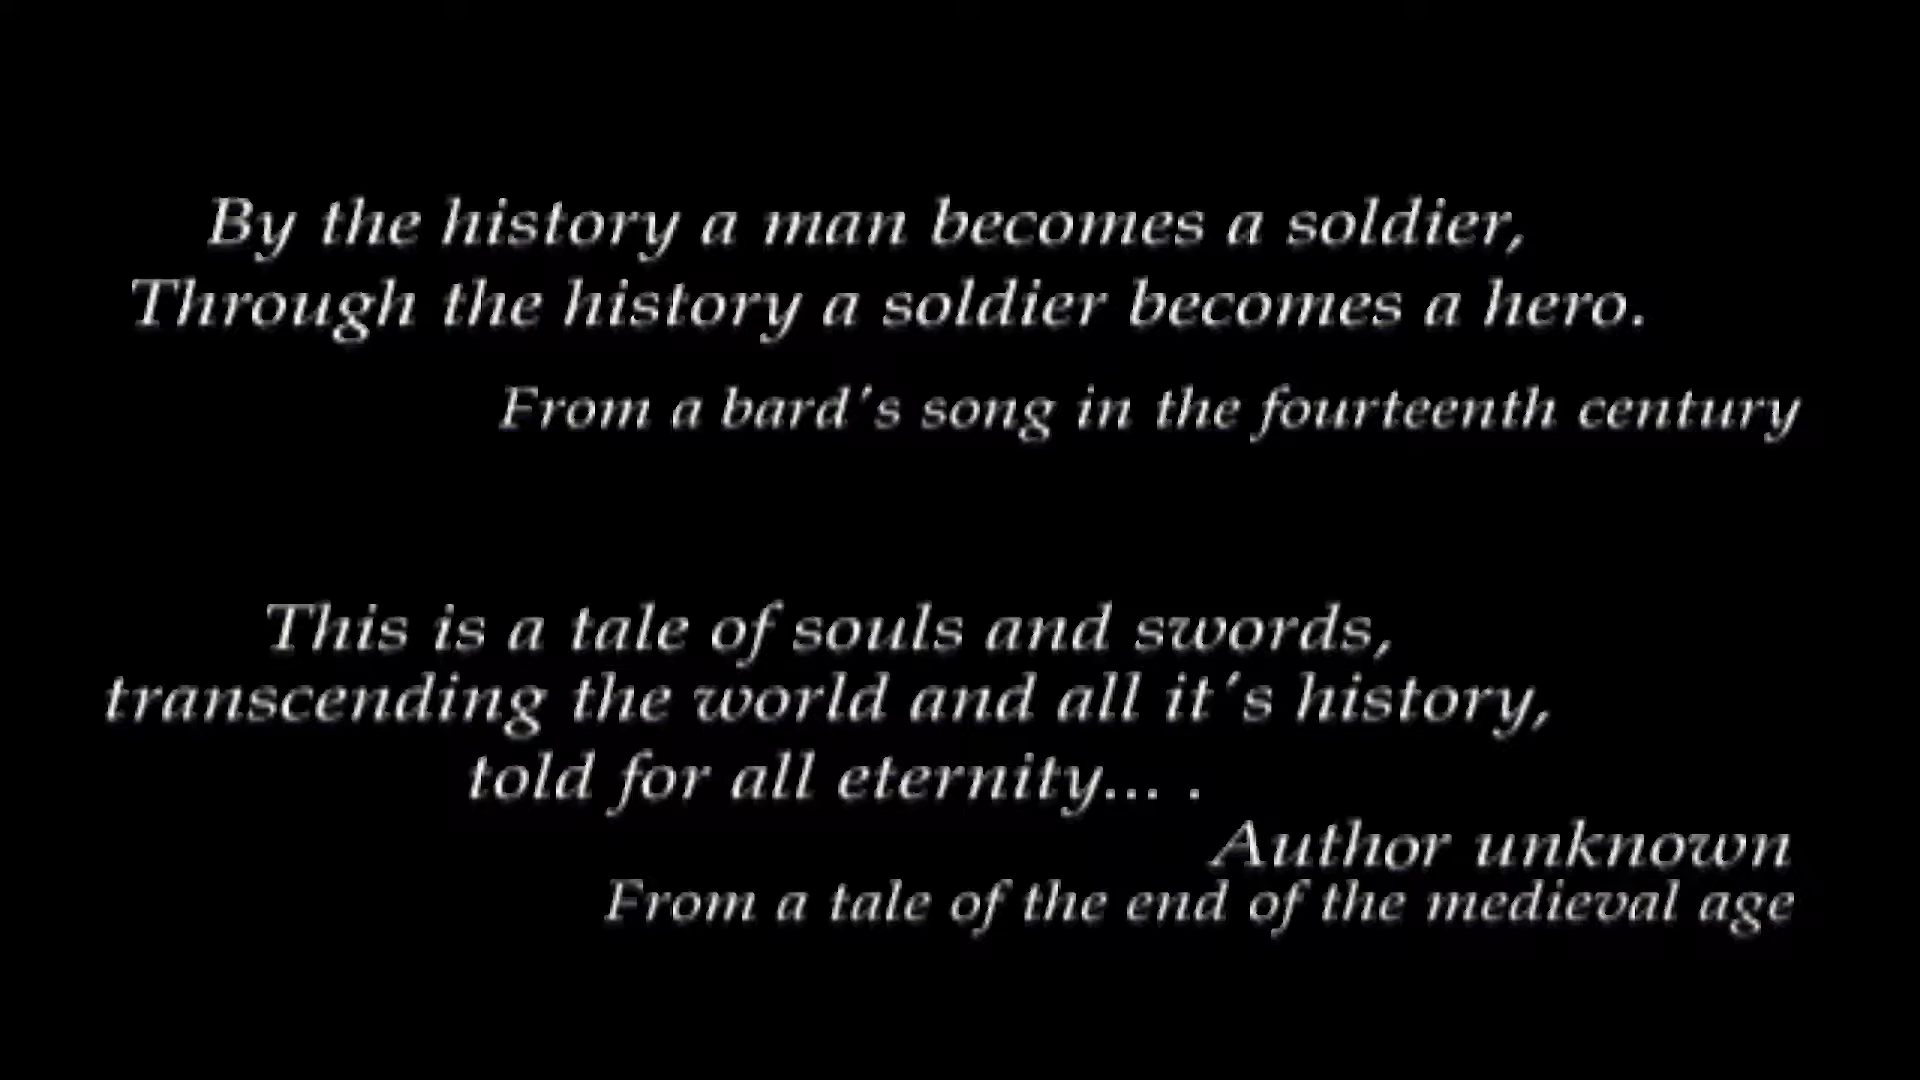 By the history a man becomes a soldier,
Through the history a soldier becomes a hero.
From a bard's song in the fourteenth century
This is a tale of souls and swords,
transcending the world and all it's history,
told for all eternity... .
Author unknown
From a tale of the end of the medieval age